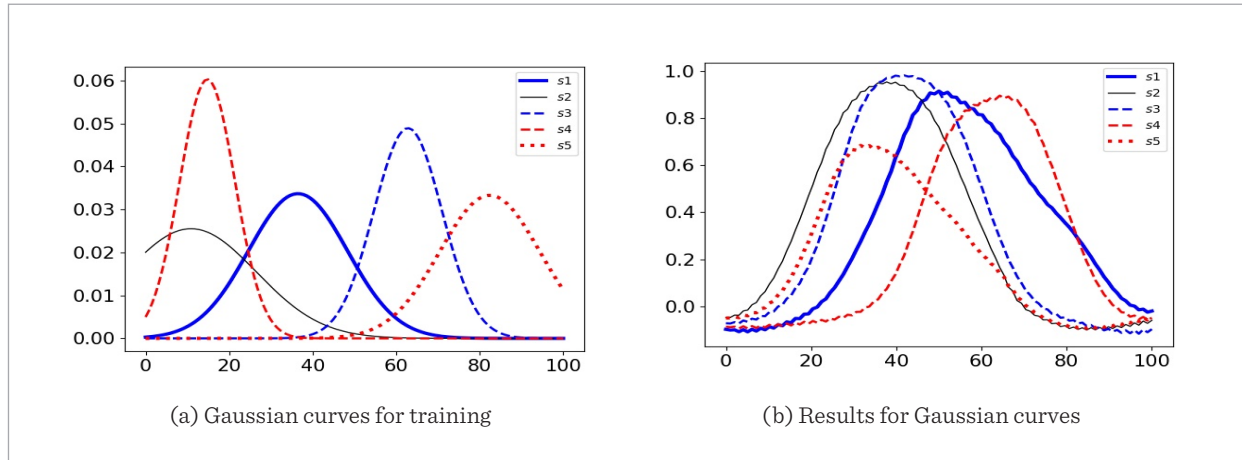 0.06
0.05
0.04
0.03
0.02
0.01
0.00
0 20 40 60 80 100
s1
s2
s3
s4
s5
(a) Gaussian curves for training
1.0
0.8
0.6
0.4
0.2
0.0
0 20 40 60 80 100
s1
s2
s3
s4
s5
(b) Results for Gaussian curves